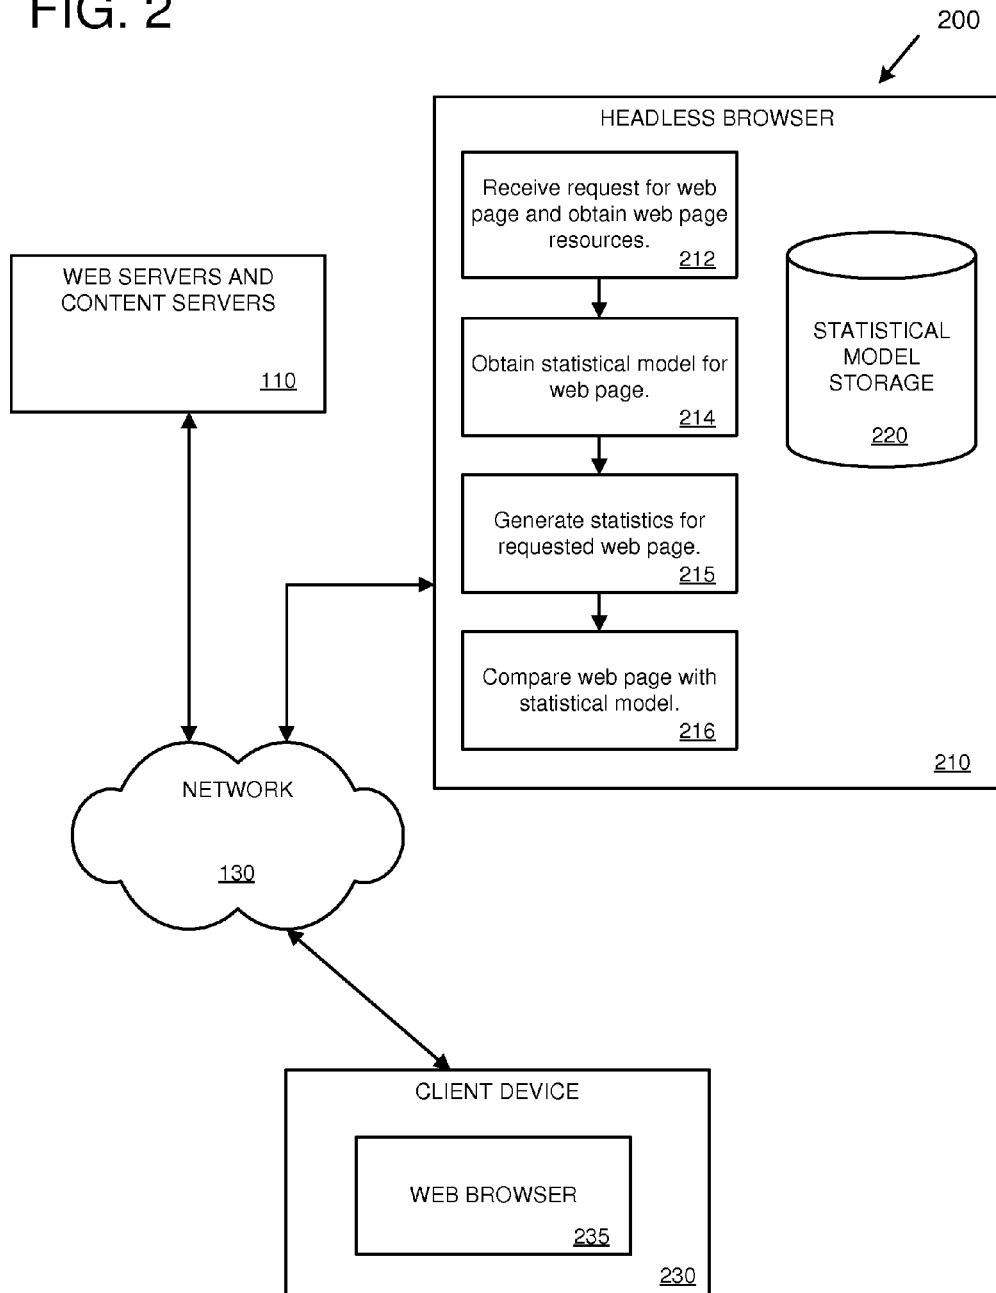 FIG. 2
200
HEADLESS BROWSER
Receive request for web
page and obtain web page
resources.
212
Obtain statistical model for
web page.
214
Generate statistics for
requested web page.
215
Compare web page with
statistical model.
216
STATISTICAL
MODEL
STORAGE
220
210
WEB SERVERS AND
CONTENT SERVERS
110
NETWORK
130
CLIENT DEVICE
WEB BROWSER
235
230